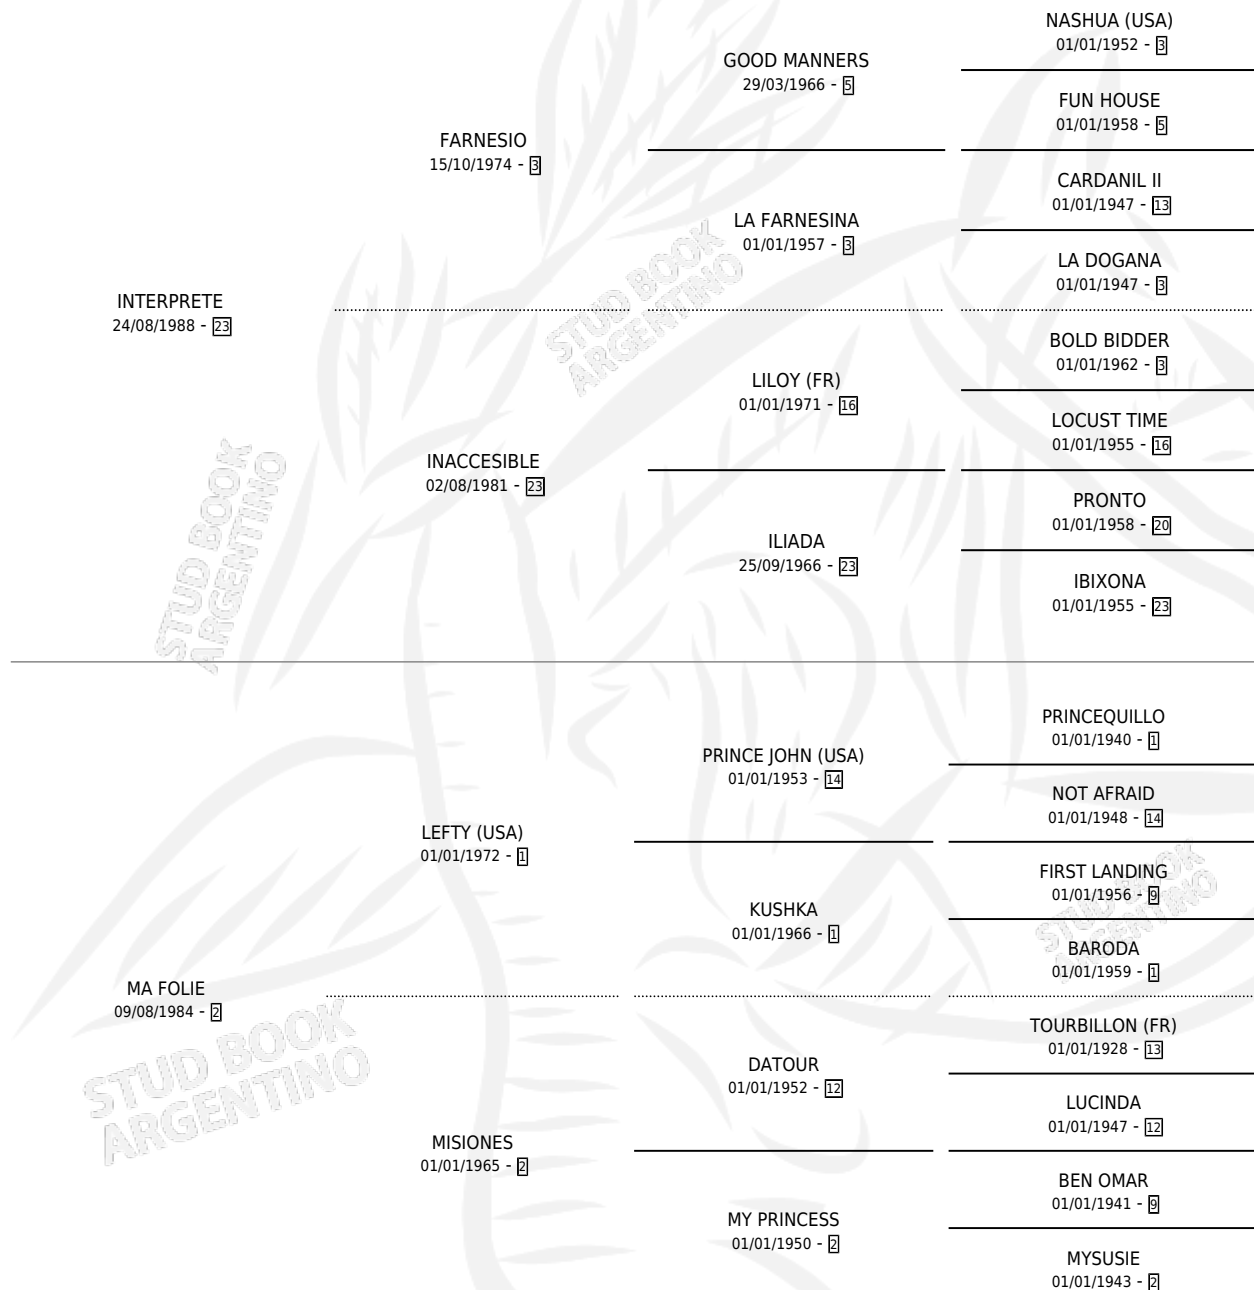 INTERPRETE
24/08/1988 - 23
FARNESIO
15/10/1974 - 3
GOOD MANNERS
29/03/1966 - 5
NASHUA (USA)
01/01/1952 - 3
FUN HOUSE
01/01/1958 - 5
LA FARNESINA
01/01/1957 - 3
CARDANIL II
01/01/1947 - 13
LA DOGANA
01/01/1947 - 3
INACCESIBLE
02/08/1981 - 23
LILOY (FR)
01/01/1971 - 16
BOLD BIDDER
01/01/1962 - 3
LOCUST TIME
01/01/1955 - 16
ILIADA
25/09/1966 - 23
PRONTO
01/01/1958 - 20
IBIXONA
01/01/1955 - 23
MA FOLIE
09/08/1984 - 2
LEFTY (USA)
01/01/1972 - 1
PRINCE JOHN (USA)
01/01/1953 - 14
PRINCEQUILLO
01/01/1940 - 1
NOT AFRAID
01/01/1948 - 14
KUSHKA
01/01/1966 - 1
FIRST LANDING
01/01/1956 - 9
BARODA
01/01/1959 - 1
MISIONES
01/01/1965 - 2
DATOUR
01/01/1952 - 12
TOURBILLON (FR)
01/01/1928 - 13
LUCINDA
01/01/1947 - 12
MY PRINCESS
01/01/1950 - 2
BEN OMAR
01/01/1941 - 9
MYSUSIE
01/01/1943 - 2
STUD BOOK
ARGENTINO
STUD BOOK
ARGENTINO
STUD BOOK
ARGENTINO
STUD BOOK
ARGENTINO